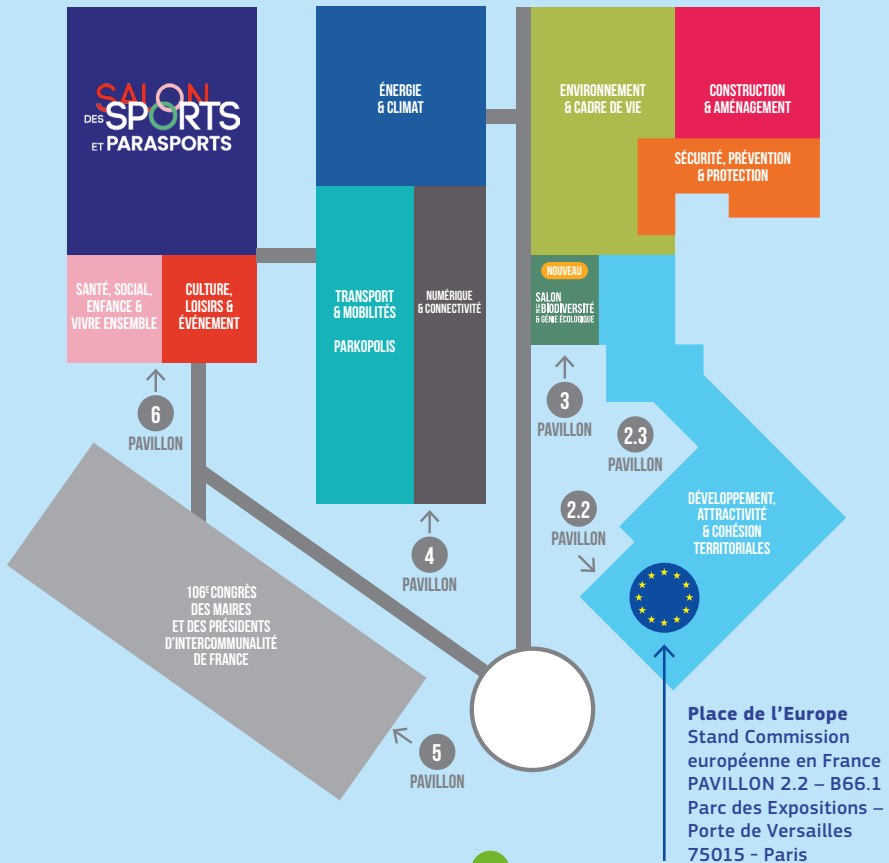 SALON
DES SPORTS
ET PARASPORTS
ÉNERGIE
& CLIMAT
ENVIRONNEMENT
& CADRE DE VIE
CONSTRUCTION
& AMÉNAGEMENT
SÉCURITÉ, PRÉVENTION
& PROTECTION
SANTÉ, SOCIAL,
ENFANCE &
VIVRE ENSEMBLE
CULTURE,
LOISIRS &
ÉVÉNEMENT
TRANSPORT
& MOBILITÉS
PARKOPOLIS
NUMÉRIQUE
& CONNECTIVITÉ
NOUVEAU
SALON
DE LA BIODIVERSITÉ
& GÉNIE ÉCOLOGIQUE
6
PAVILLON
3
PAVILLON
2.3
PAVILLON
2.2
PAVILLON
4
PAVILLON
DÉVELOPPEMENT,
ATTRACTIVITÉ
& COHÉSION
TERRITORIALES
106E CONGRÈS
DES MAIRES
ET DES PRÉSIDENTS
D'INTERCOMMUNALITÉ
DE FRANCE
5
PAVILLON
Place de l'Europe
Stand Commission
européenne en France
PAVILLON 2.2 – B66.1
Parc des Expositions –
Porte de Versailles
75015 - Paris